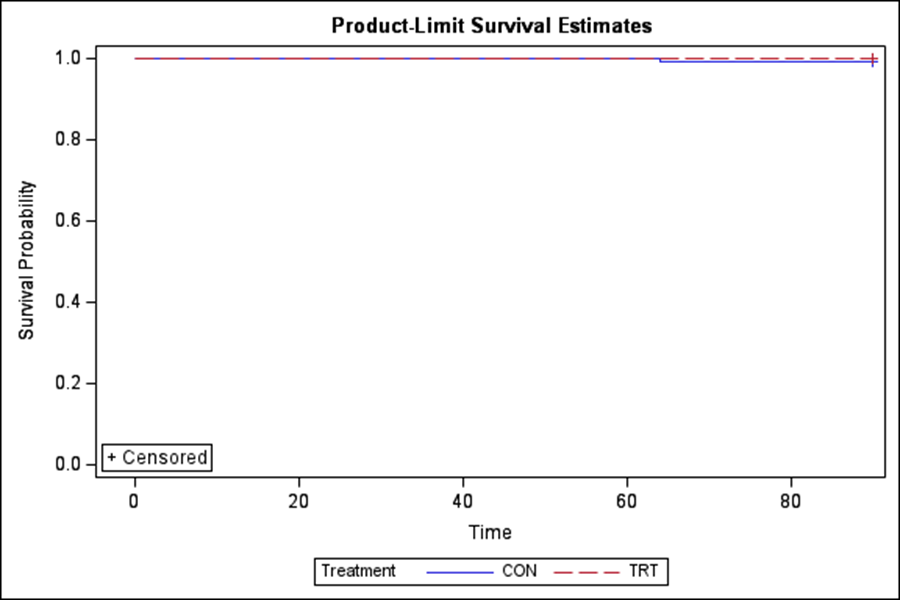 Product-Limit Survival Estimates
Survival Probability
1.0
0.8
0.6
0.4
0.2
0.0
+ Censored
0 20 40 60 80
Time
Treatment CON TRT